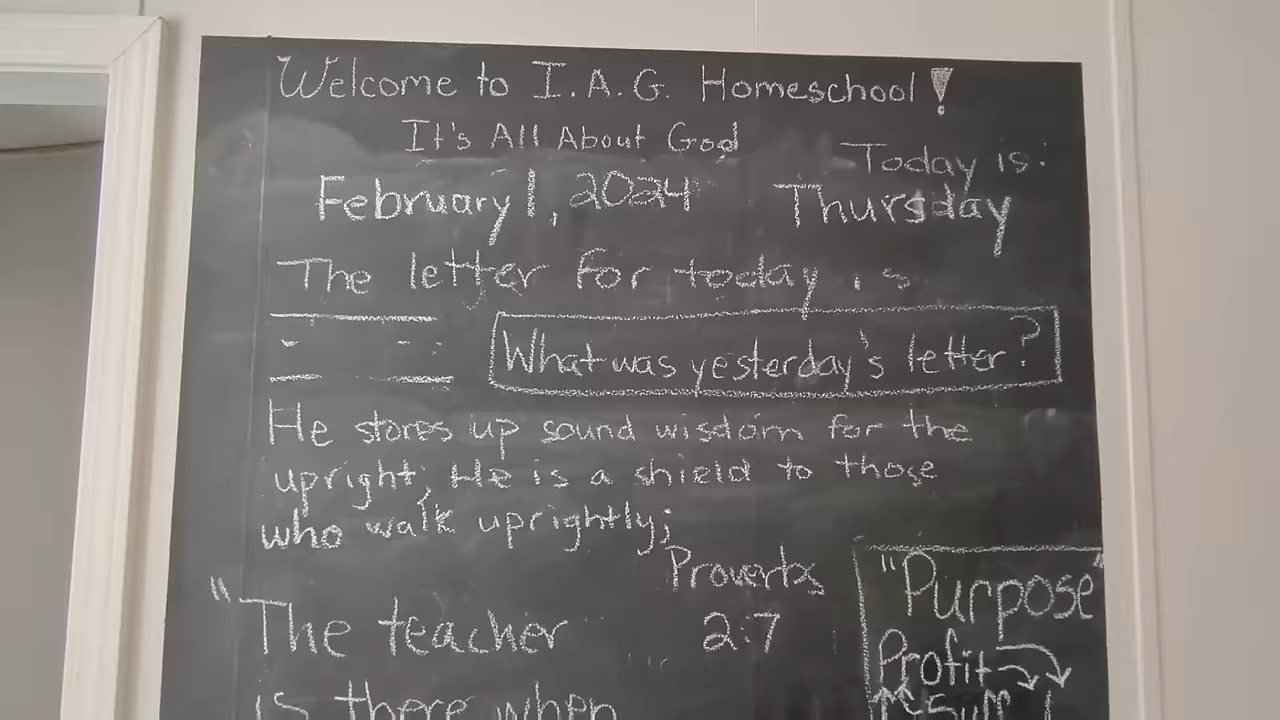 Welcome to I.A.G. Homeschool!
It's All About God
Today is:
February 1, 2024 Thursday
The letter for today is
What was yesterday's letter?
He stores up sound wisdom for the
upright; He is a shield to those
who walk uprightly;
Proverbs
2:7
"The teacher
is there when
"Purpose"
Profit